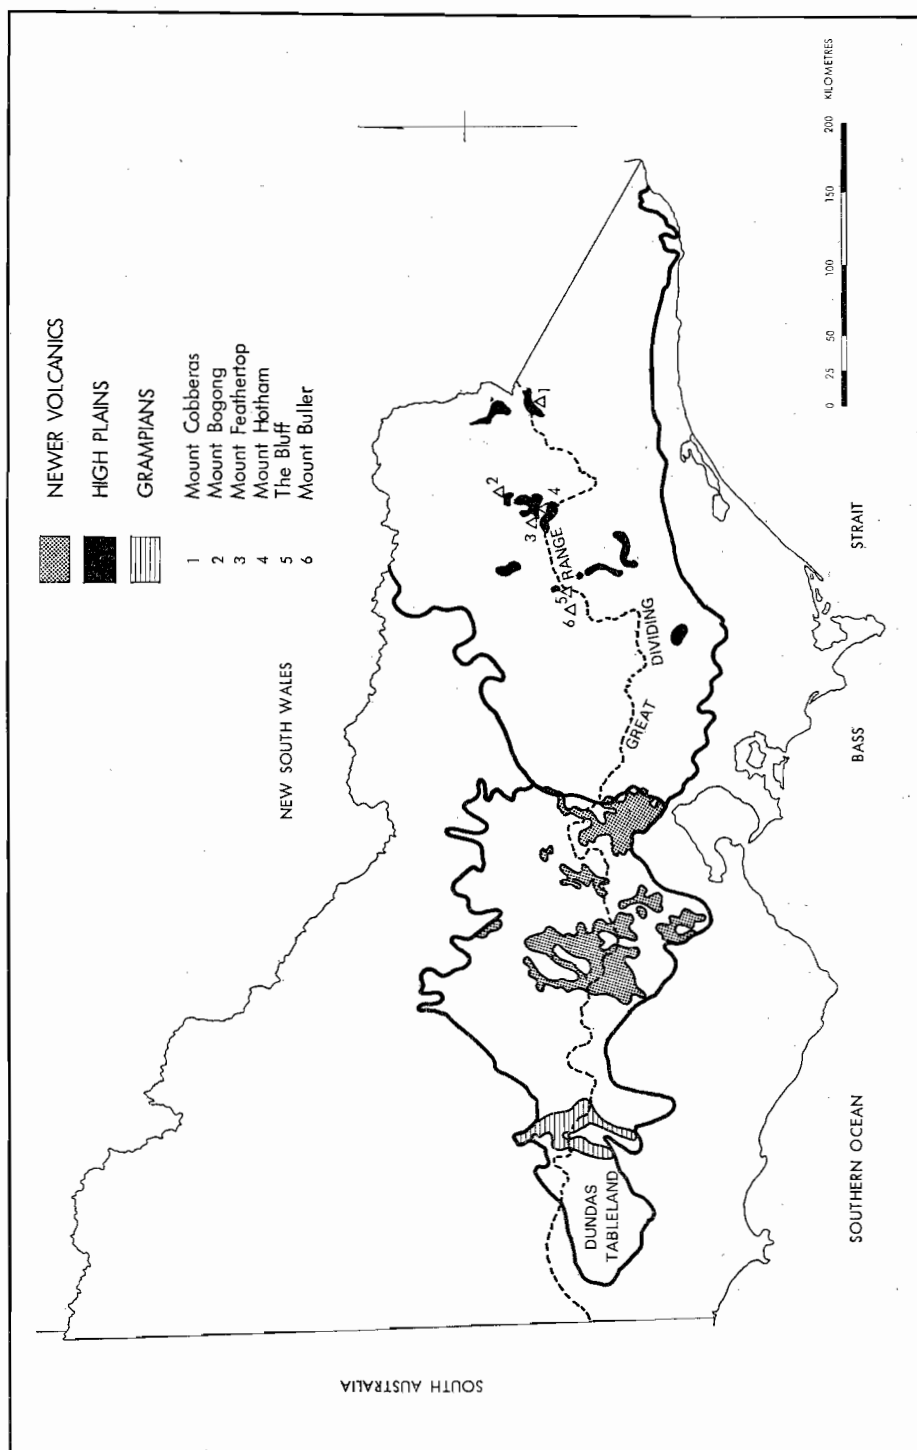 NEWER VOLCANICS
HIGH PLAINS
GRAMPIANS
1 Mount Cobberas
2 Mount Bogong
3 Mount Feathertop
4 Mount Hotham
5 The Bluff
6 Mount Buller
NEW SOUTH WALES
SOUTH AUSTRALIA
1
2
3
4
5
6
GREAT
DIVIDING
RANGE
DUNDAS
TABLELAND
SOUTHERN OCEAN
BASS
STRAIT
0 25 50 100 150 200
KILOMETRES